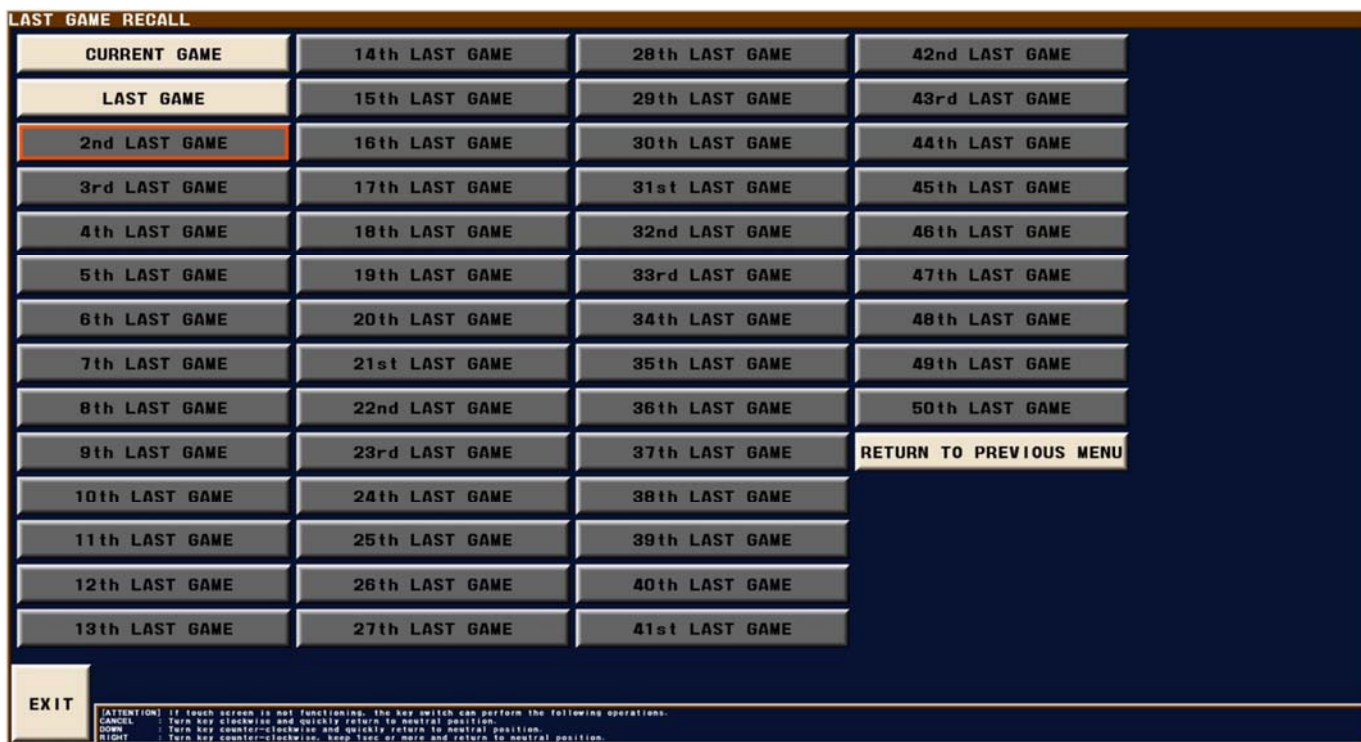 LAST GAME RECALL
CURRENT GAME
LAST GAME
2nd LAST GAME
3rd LAST GAME
4th LAST GAME
5th LAST GAME
6th LAST GAME
7th LAST GAME
8th LAST GAME
9th LAST GAME
10th LAST GAME
11th LAST GAME
12th LAST GAME
13th LAST GAME
14th LAST GAME
15th LAST GAME
16th LAST GAME
17th LAST GAME
18th LAST GAME
19th LAST GAME
20th LAST GAME
21st LAST GAME
22nd LAST GAME
23rd LAST GAME
24th LAST GAME
25th LAST GAME
26th LAST GAME
27th LAST GAME
28th LAST GAME
29th LAST GAME
30th LAST GAME
31st LAST GAME
32nd LAST GAME
33rd LAST GAME
34th LAST GAME
35th LAST GAME
36th LAST GAME
37th LAST GAME
38th LAST GAME
39th LAST GAME
40th LAST GAME
41st LAST GAME
42nd LAST GAME
43rd LAST GAME
44th LAST GAME
45th LAST GAME
46th LAST GAME
47th LAST GAME
48th LAST GAME
49th LAST GAME
50th LAST GAME
RETURN TO PREVIOUS MENU
EXIT
[ATTENTION] If touch screen is not functioning, the key switch can perform the following operations.
CANCEL : Turn key clockwise and quickly return to neutral position.
DOWN : Turn key counter-clockwise and quickly return to neutral position.
RIGHT : Turn key counter-clockwise, keep 1sec or more and return to neutral position.